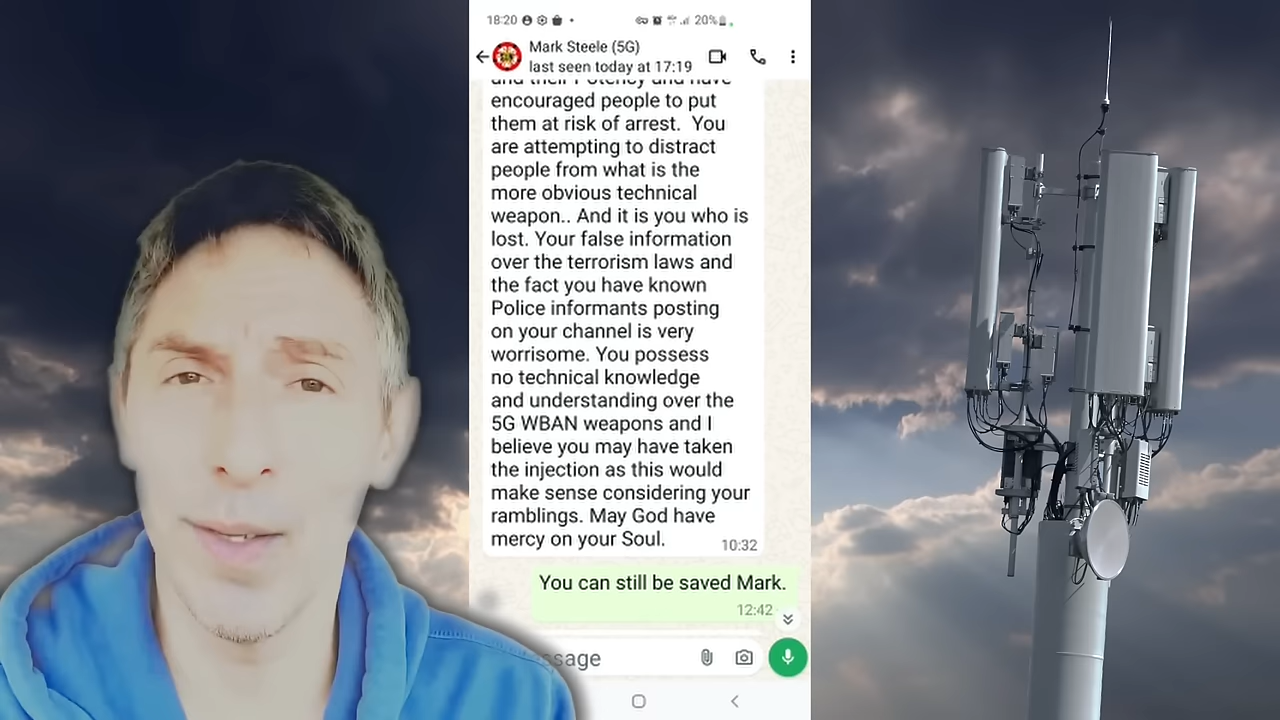 18:20
20%
Mark Steele (5G)
last seen today at 17:19
and their Potency and have
encouraged people to put
them at risk of arrest.  You
are attempting to distract
people from what is the
more obvious technical
weapon.. And it is you who is
lost. Your false information
over the terrorism laws and
the fact you have known
Police informants posting
on your channel is very
worrisome. You possess
no technical knowledge
and understanding over the
5G WBAN weapons and I
believe you may have taken
the injection as this would
make sense considering your
ramblings. May God have
mercy on your Soul.
10:32
You can still be saved Mark.
12:42
ssage